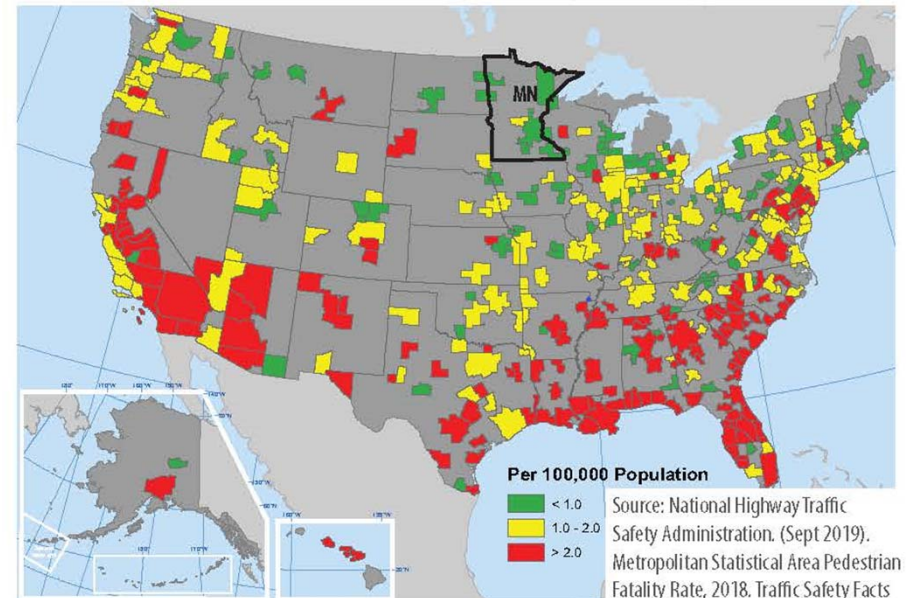 MN
Per 100,000 Population
< 1.0
1.0 - 2.0
> 2.0
Source: National Highway Traffic
Safety Administration. (Sept 2019).
Metropolitan Statistical Area Pedestrian
Fatality Rate, 2018. Traffic Safety Facts